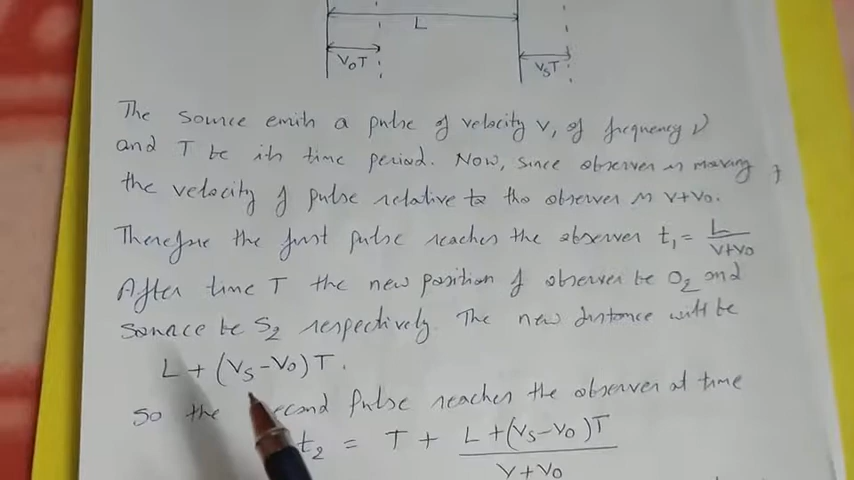 L
V₀T
VₛT
The source emits a pulse of velocity v, of frequency ν
and T be its time period. Now, since observer is moving,
the velocity of pulse relative to the observer is v+v₀.
Therefore the first pulse reaches the observer t₁ = L/(v+v₀)
After time T the new position of observer be O₂ and
source be S₂ respectively. The new distance will be
L + (vₛ-v₀)T.
So the second pulse reaches the observer at time
t₂ = T + (L+(vₛ-v₀)T)/(v+v₀)